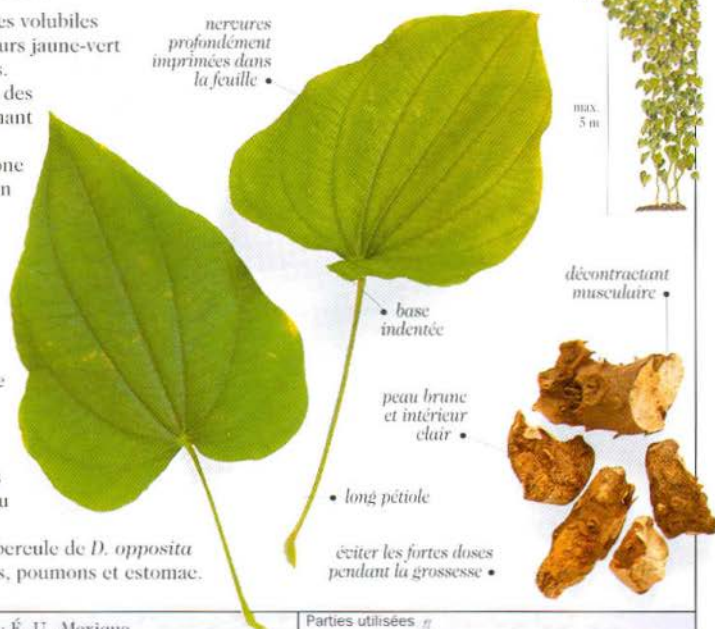 es volubiles
urs jaune-vert
s.
des
nant
one
n
e
s
u
percule de D. opposita
s, poumons et estomac.
nervures
profondément
imprimées dans
la feuille
max.
5 m
base
indentée
décontractant
musculaire
peau brune
et intérieur
clair
long pétiole
éviter les fortes doses
pendant la grossesse
É.-U., Mexique
Parties utilisées